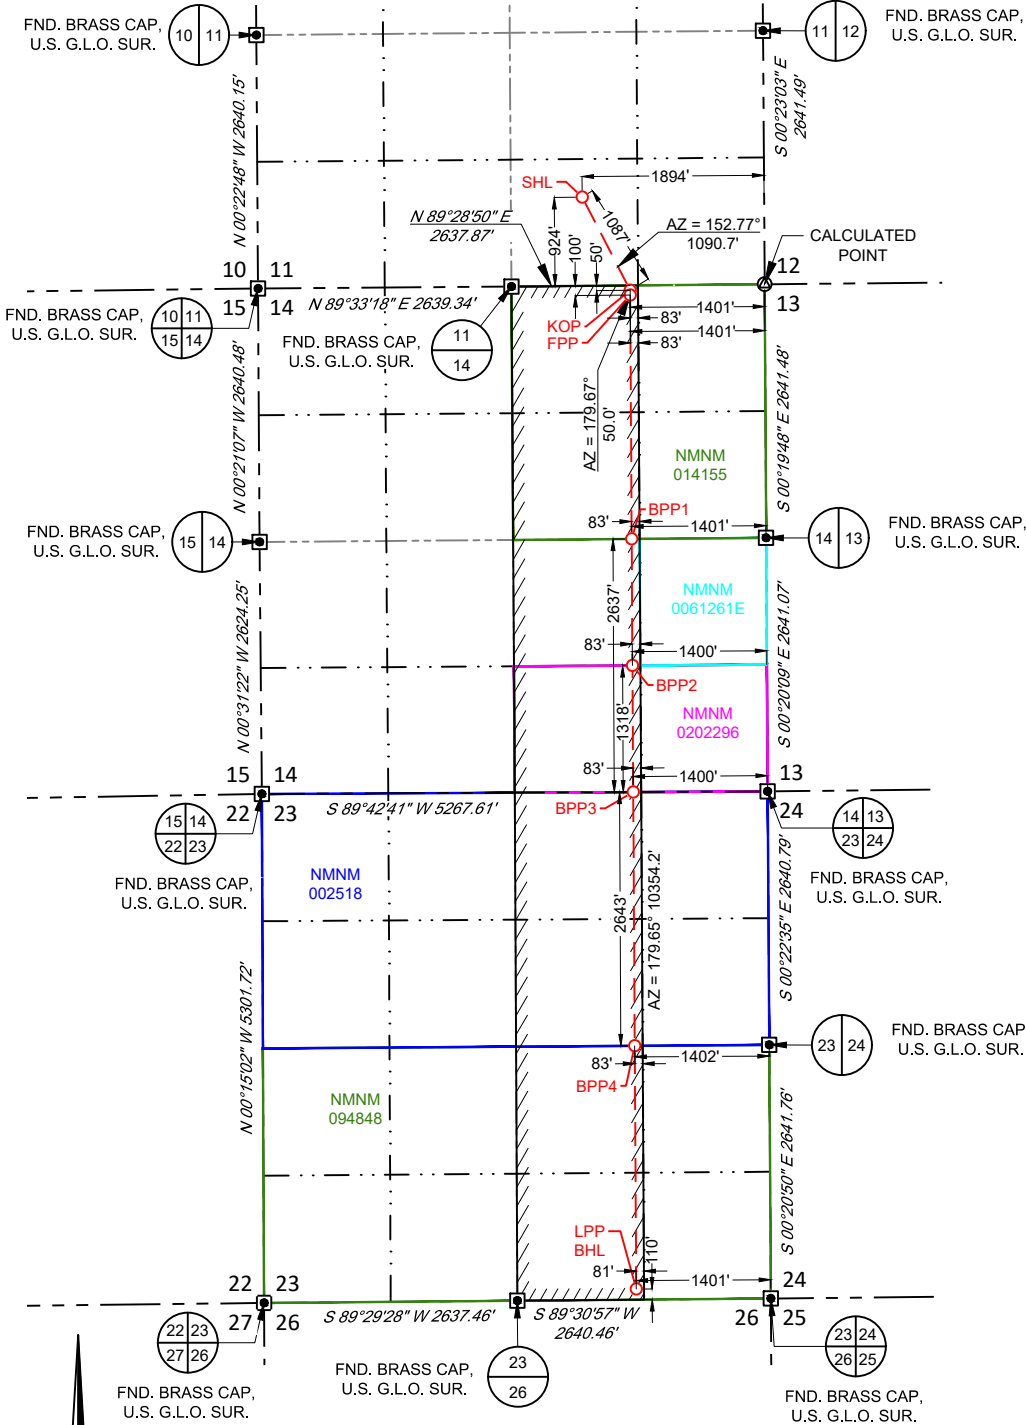 FND. BRASS CAP,
U.S. G.L.O. SUR.
10 11
11 12
FND. BRASS CAP,
U.S. G.L.O. SUR.
N 00°22'48" W 2640.15'
S 00°23'03" E
2641.49'
1894'
SHL
N 89°28'50" E
2637.87'
924'
100'
50'
1087'
AZ = 152.77°
1090.7'
CALCULATED
POINT
10 11
15 14
12
13
N 89°33'18" E 2639.34'
FND. BRASS CAP,
U.S. G.L.O. SUR.
10 11
15 14
FND. BRASS CAP,
U.S. G.L.O. SUR.
11
14
KOP
FPP
1401'
83'
1401'
83'
AZ = 179.67°
50.0'
N 00°21'07" W 2640.48'
S 00°19'48" E 2641.48'
NMNM
014155
FND. BRASS CAP,
U.S. G.L.O. SUR.
15 14
83'
BPP1
1401'
14 13
FND. BRASS CAP,
U.S. G.L.O. SUR.
NMNM
0061261E
2637'
N 00°31'22" W 2624.25'
S 00°20'09" E 2641.07'
83'
1400'
BPP2
1318'
NMNM
0202296
83'
1400'
15 14
22 23
13
24
S 89°42'41" W 5267.61'
BPP3
15 14
22 23
FND. BRASS CAP,
U.S. G.L.O. SUR.
14 13
23 24
FND. BRASS CAP,
U.S. G.L.O. SUR.
NMNM
002518
2643'
AZ = 179.65° 10354.2'
S 00°22'35" E 2640.79'
N 00°15'02" W 5301.72'
83'
1402'
BPP4
23 24
FND. BRASS CAP
U.S. G.L.O. SUR.
NMNM
094848
S 00°20'50" E 2641.76'
LPP
BHL
81'
110'
1401'
22 23
27 26
24
26 25
S 89°29'28" W 2637.46'
S 89°30'57" W
2640.46'
22 23
27 26
FND. BRASS CAP,
U.S. G.L.O. SUR.
FND. BRASS CAP,
U.S. G.L.O. SUR.
23
26
23 24
26 25
FND. BRASS CAP,
U.S. G.L.O. SUR.